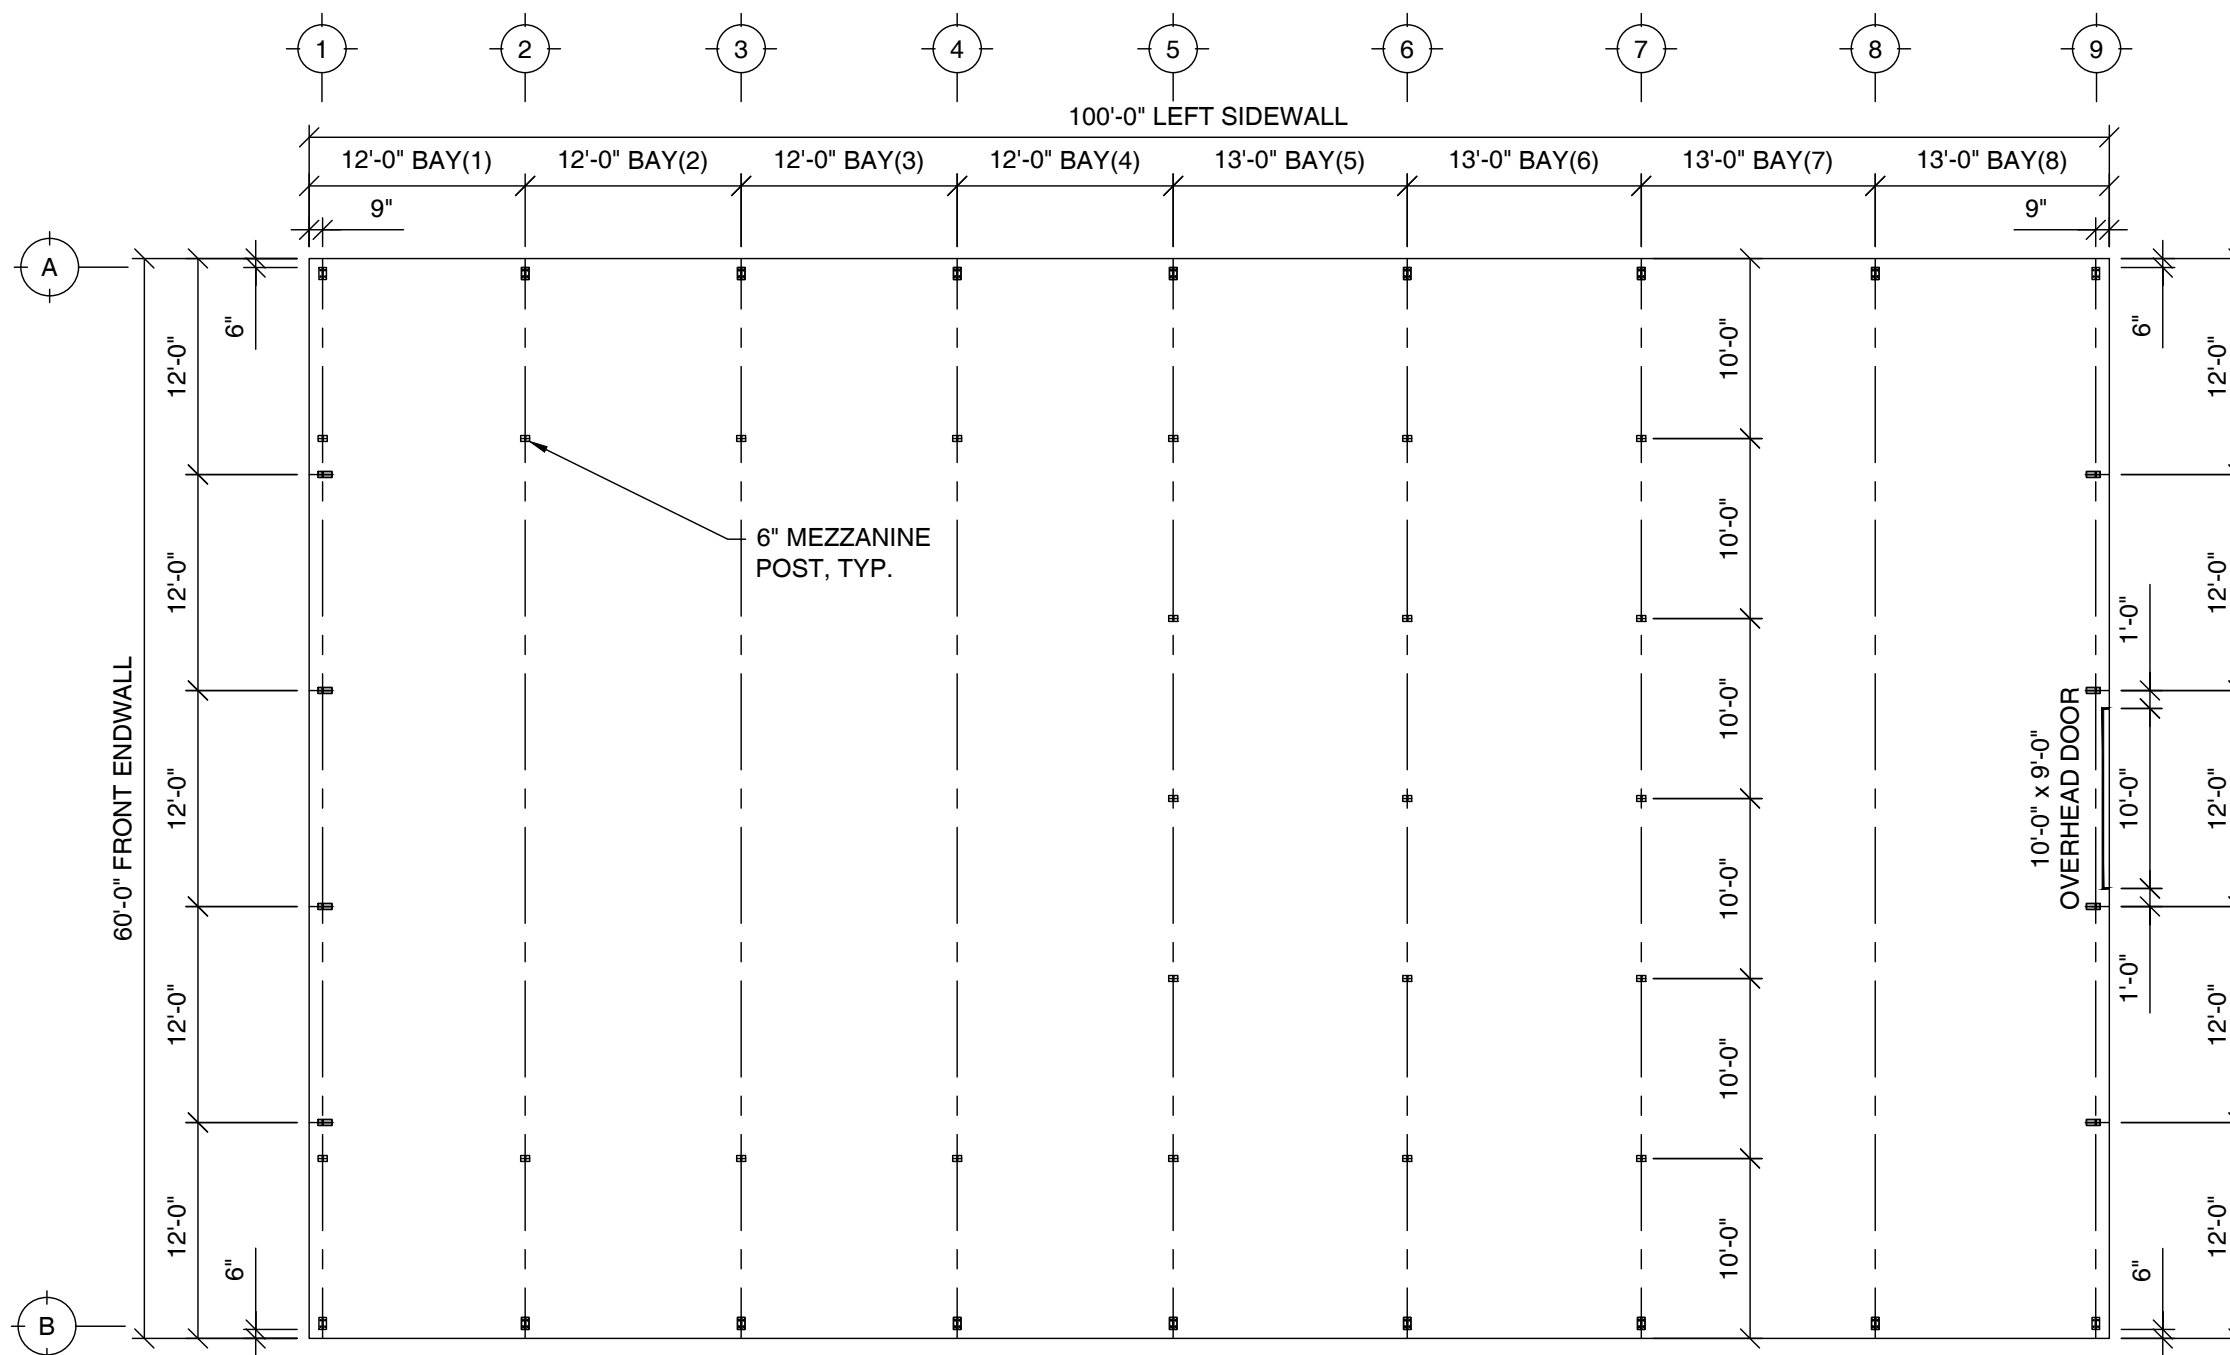 1 2 3 4 5 6 7 8 9
100'-0" LEFT SIDEWALL
12'-0" BAY(1) 12'-0" BAY(2) 12'-0" BAY(3) 12'-0" BAY(4) 13'-0" BAY(5) 13'-0" BAY(6) 13'-0" BAY(7) 13'-0" BAY(8)
9" 9"
A
B
60'-0" FRONT ENDWALL
12'-0"
12'-0"
12'-0"
12'-0"
12'-0"
6"
6"
6" MEZZANINE
POST, TYP.
10'-0"
10'-0"
10'-0"
10'-0"
10'-0"
10'-0"
10'-0" x 9'-0"
OVERHEAD DOOR
6"
1'-0"
10'-0"
1'-0"
6"
12'-0"
12'-0"
12'-0"
12'-0"
12'-0"